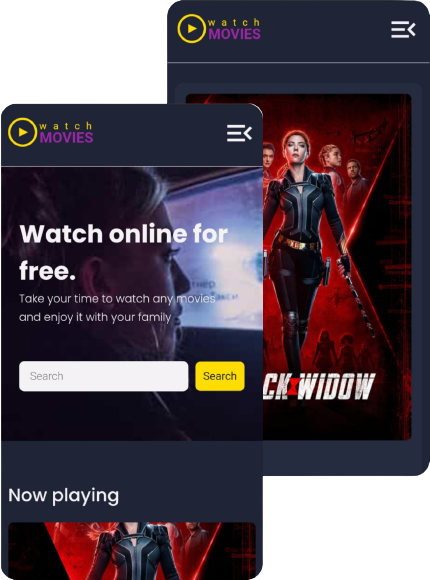 watch
MOVIES
CK WIDOW
watch
MOVIES
Watch online for
free.
Take your time to watch any movies
and enjoy it with your family
Search
Search
Now playing